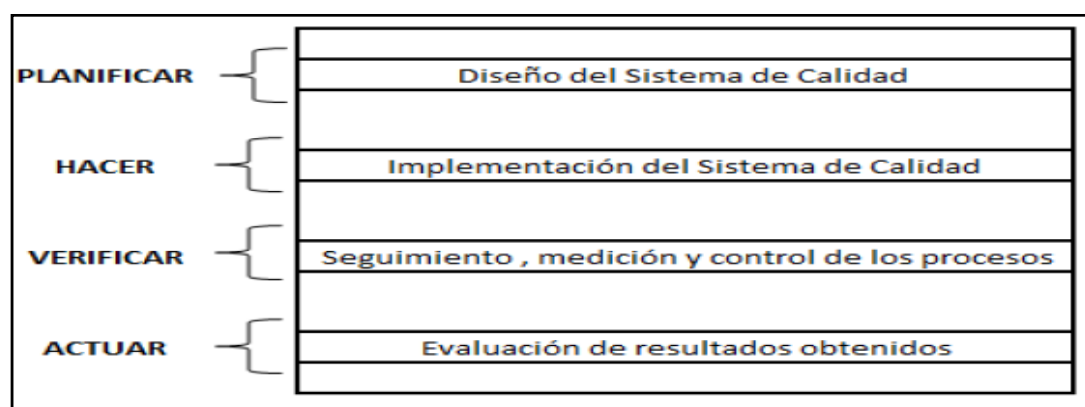 PLANIFICAR Diseño del Sistema de Calidad
HACER Implementación del Sistema de Calidad
VERIFICAR Seguimiento , medición y control de los procesos
ACTUAR Evaluación de resultados obtenidos